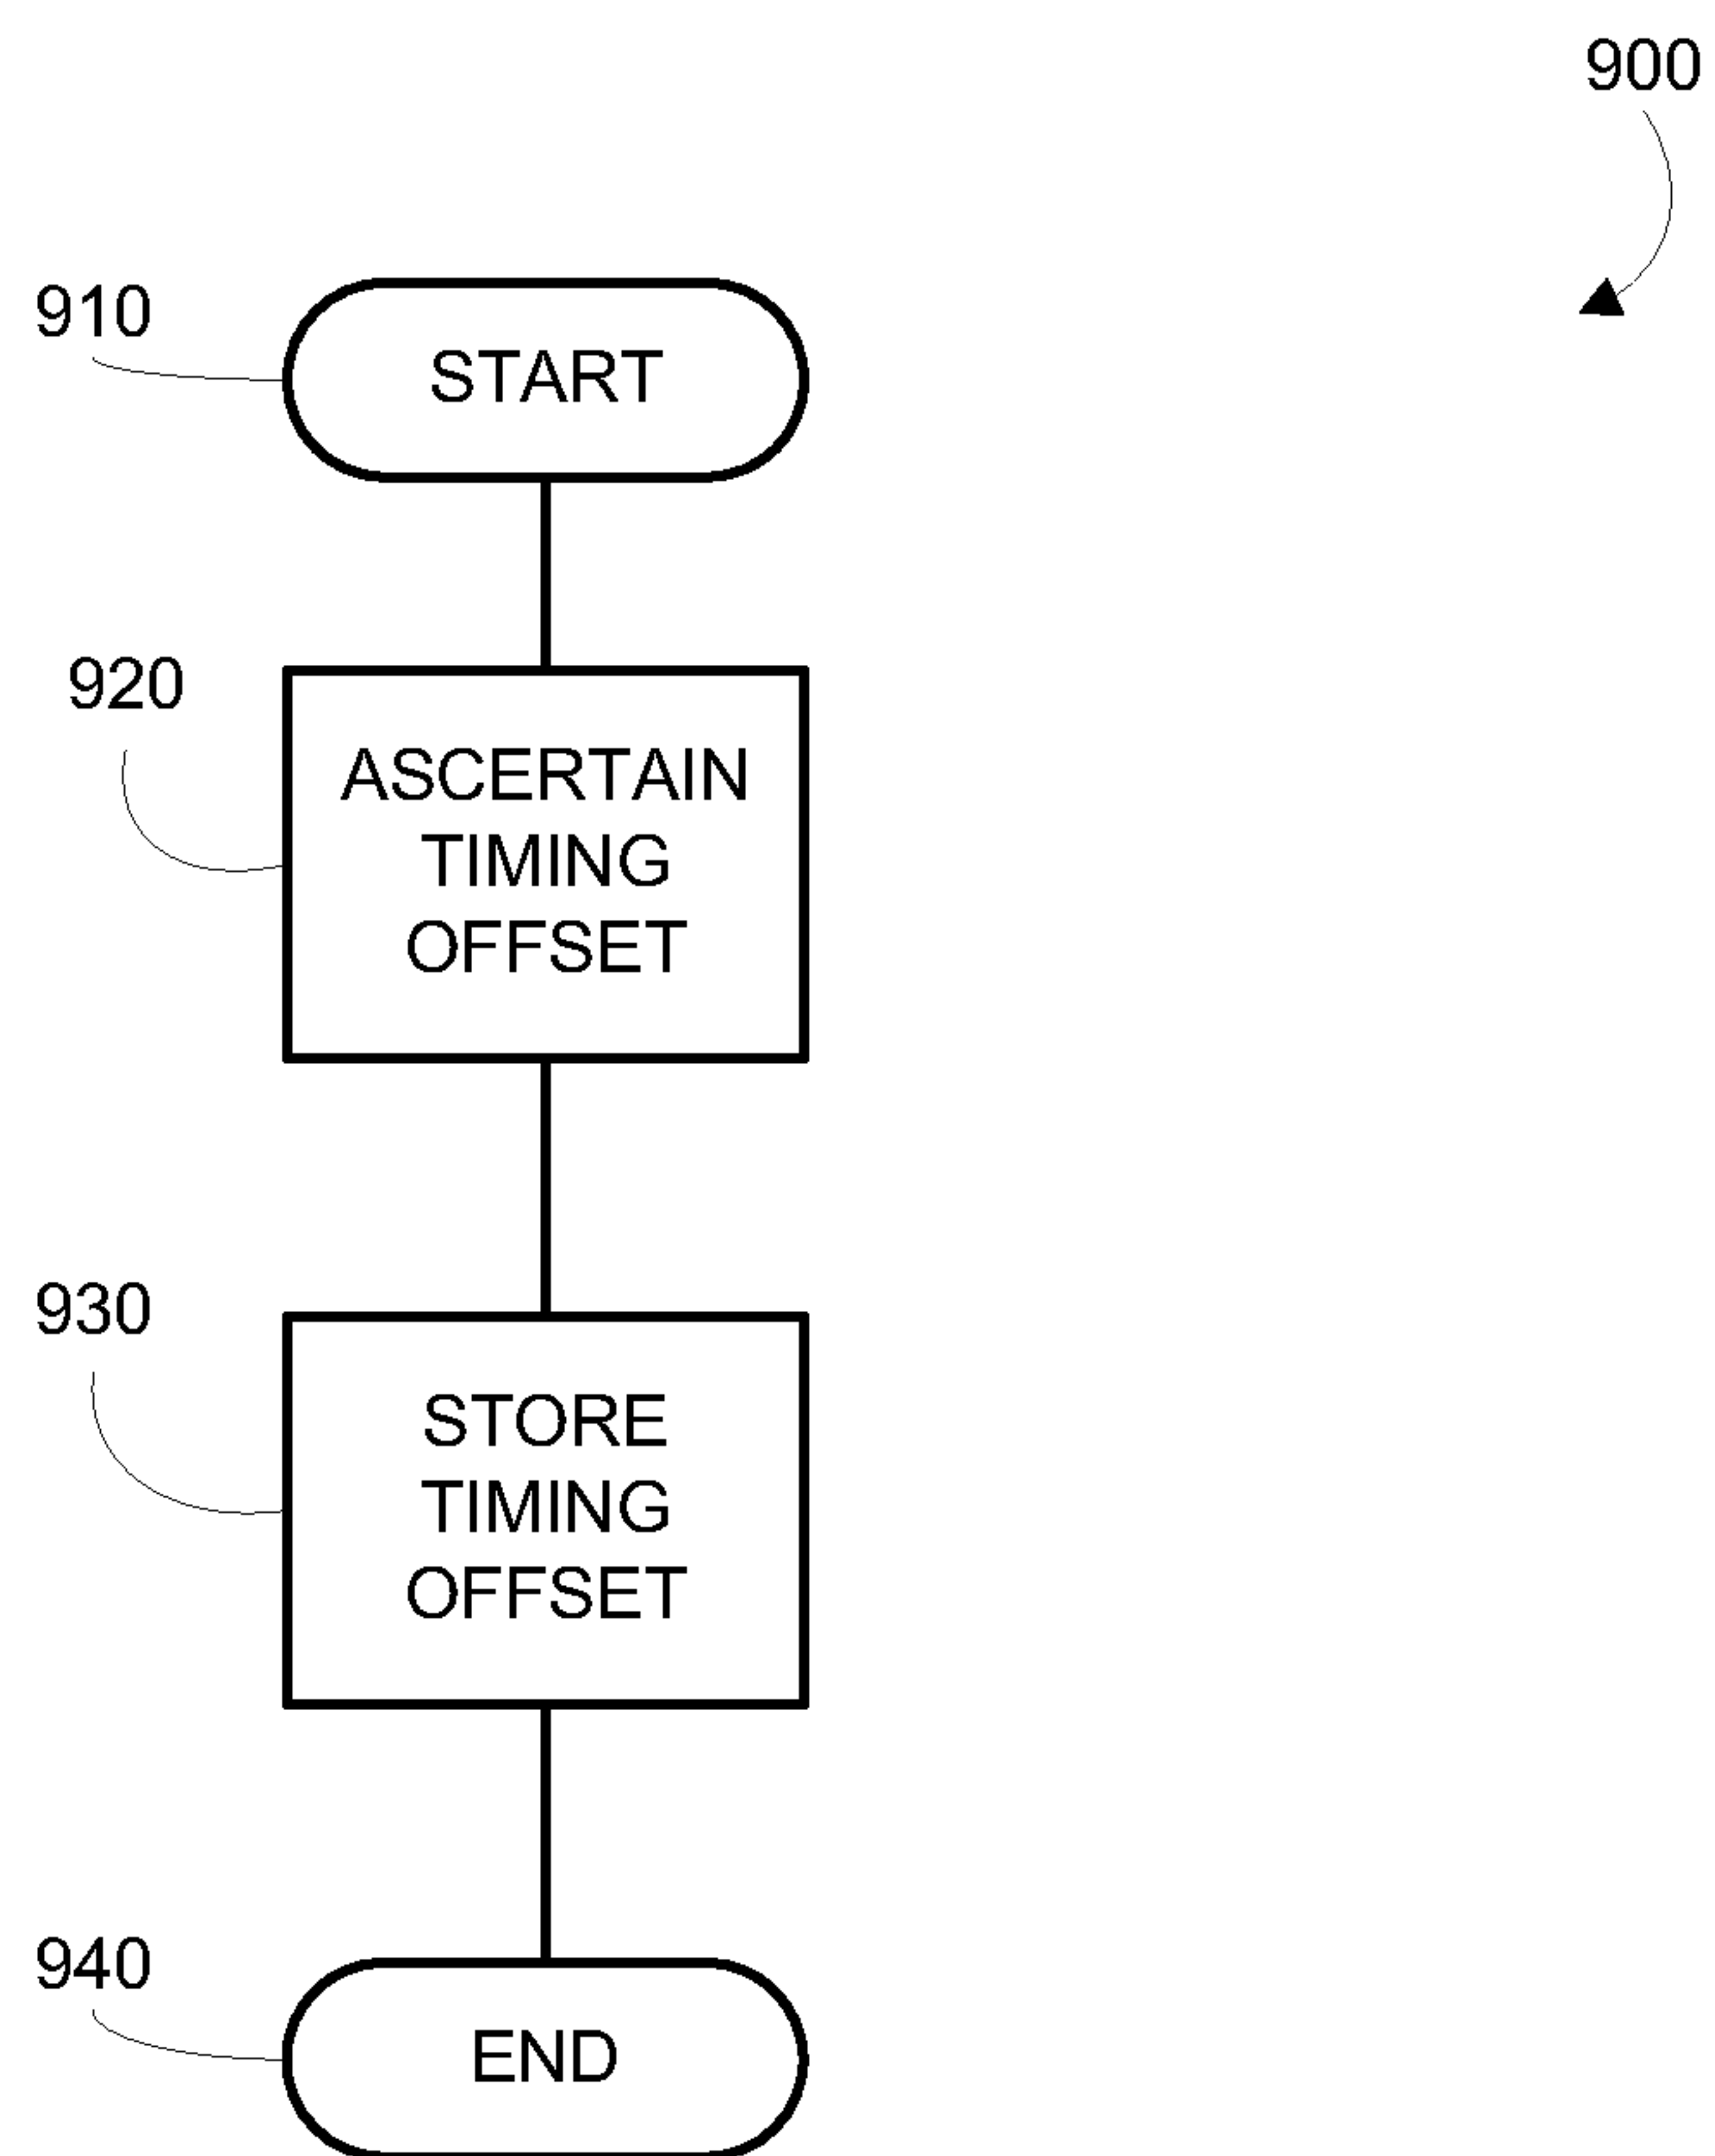 900
910
START
920
ASCERTAIN
TIMING
OFFSET
930
STORE
TIMING
OFFSET
940
END